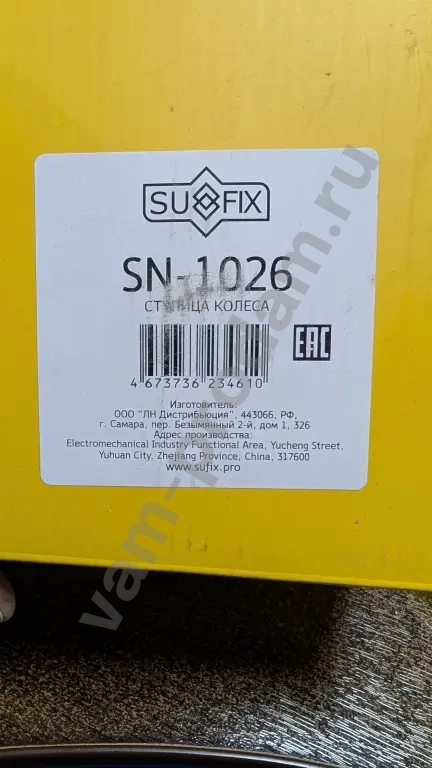 SUFIX
SN-1026
СТУПИЦА КОЛЕСА
EAC
4 673736 234610
Изготовитель:
ООО "ЛН Дистрибьюция", 443066, РФ,
г. Самара, пер. Безымянный 2-й, дом 1, 326
Адрес производства:
Electromechanical Industry Functional Area, Yucheng Street,
Yuhuan City, Zhejiang Province, China, 317600
www.sufix.pro